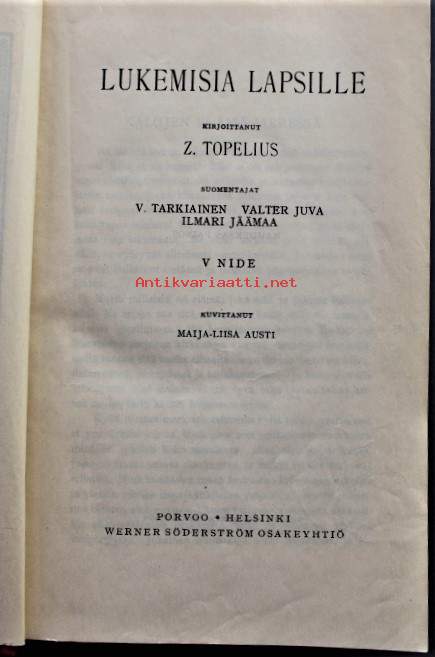 LUKEMISIA LAPSILLE
KIRJOITTANUT
Z. TOPELIUS
SUOMENTAJAT
V. TARKIAINEN VALTER JUVA
ILMARI JÄÄMAA
V NIDE
Antikvariaatti.net
KUVITTANUT
MAIJA-LIISA AUSTI
PORVOO • HELSINKI
WERNER SÖDERSTRÖM OSAKEYHTIÖ